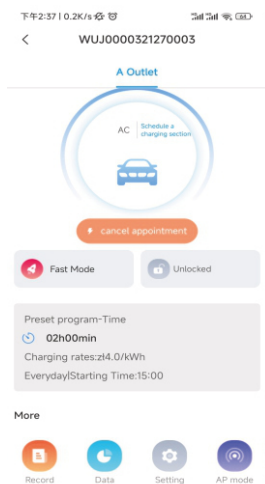 下午2:37 | 0.2K/s
WUJ0000321270003
A Outlet
AC
Schedule a
charging section
cancel appointment
Fast Mode
Unlocked
Preset program-Time
02h00min
Charging rates:zł4.0/kWh
Everyday|Starting Time:15:00
More
Record
Data
Setting
AP mode